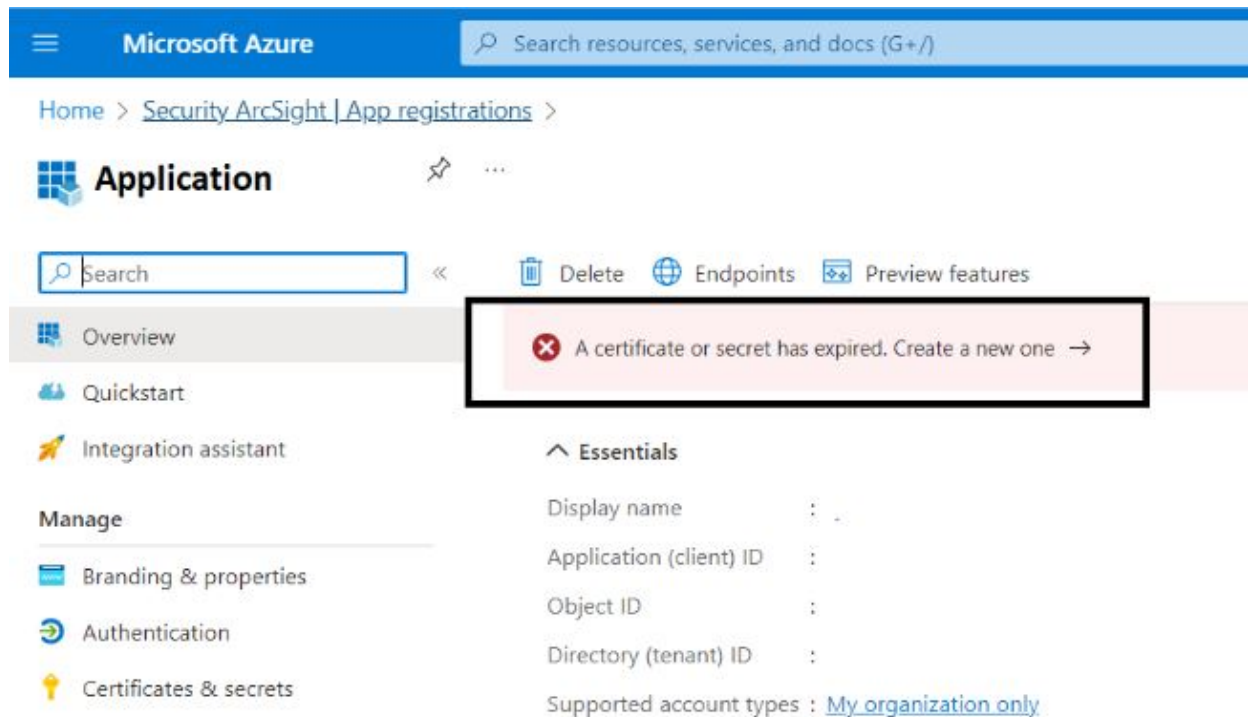 Microsoft Azure
Search resources, services, and docs (G+/)
Home > Security ArcSight | App registrations >
Application
Search
«
Delete
Endpoints
Preview features
Overview
A certificate or secret has expired. Create a new one →
Quickstart
Integration assistant
Essentials
Manage
Display name :
Application (client) ID :
Branding & properties
Object ID :
Authentication
Directory (tenant) ID :
Certificates & secrets
Supported account types : My organization only